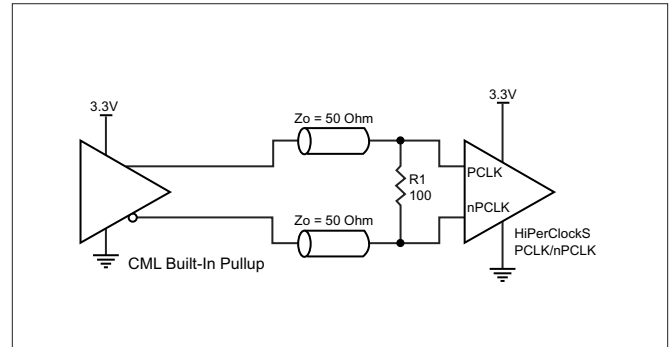 3.3V
Zo = 50 Ohm
3.3V
PCLK
R1
100
nPCLK
Zo = 50 Ohm
HiPerClockS
PCLK/nPCLK
CML Built-In Pullup